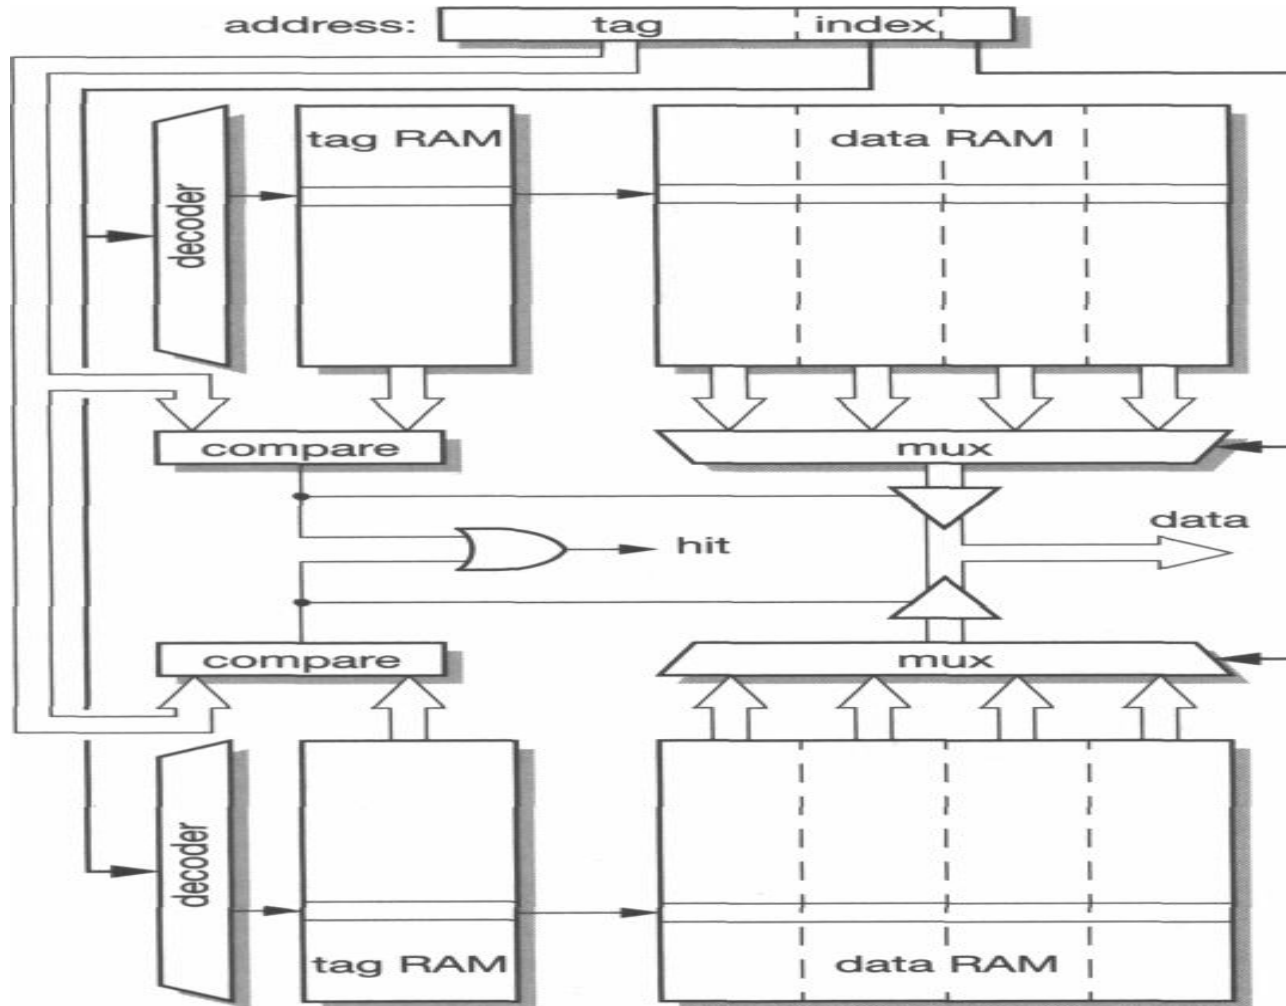 address: tag index
tag RAM data RAM
decoder
compare mux
hit data
compare mux
decoder
tag RAM data RAM